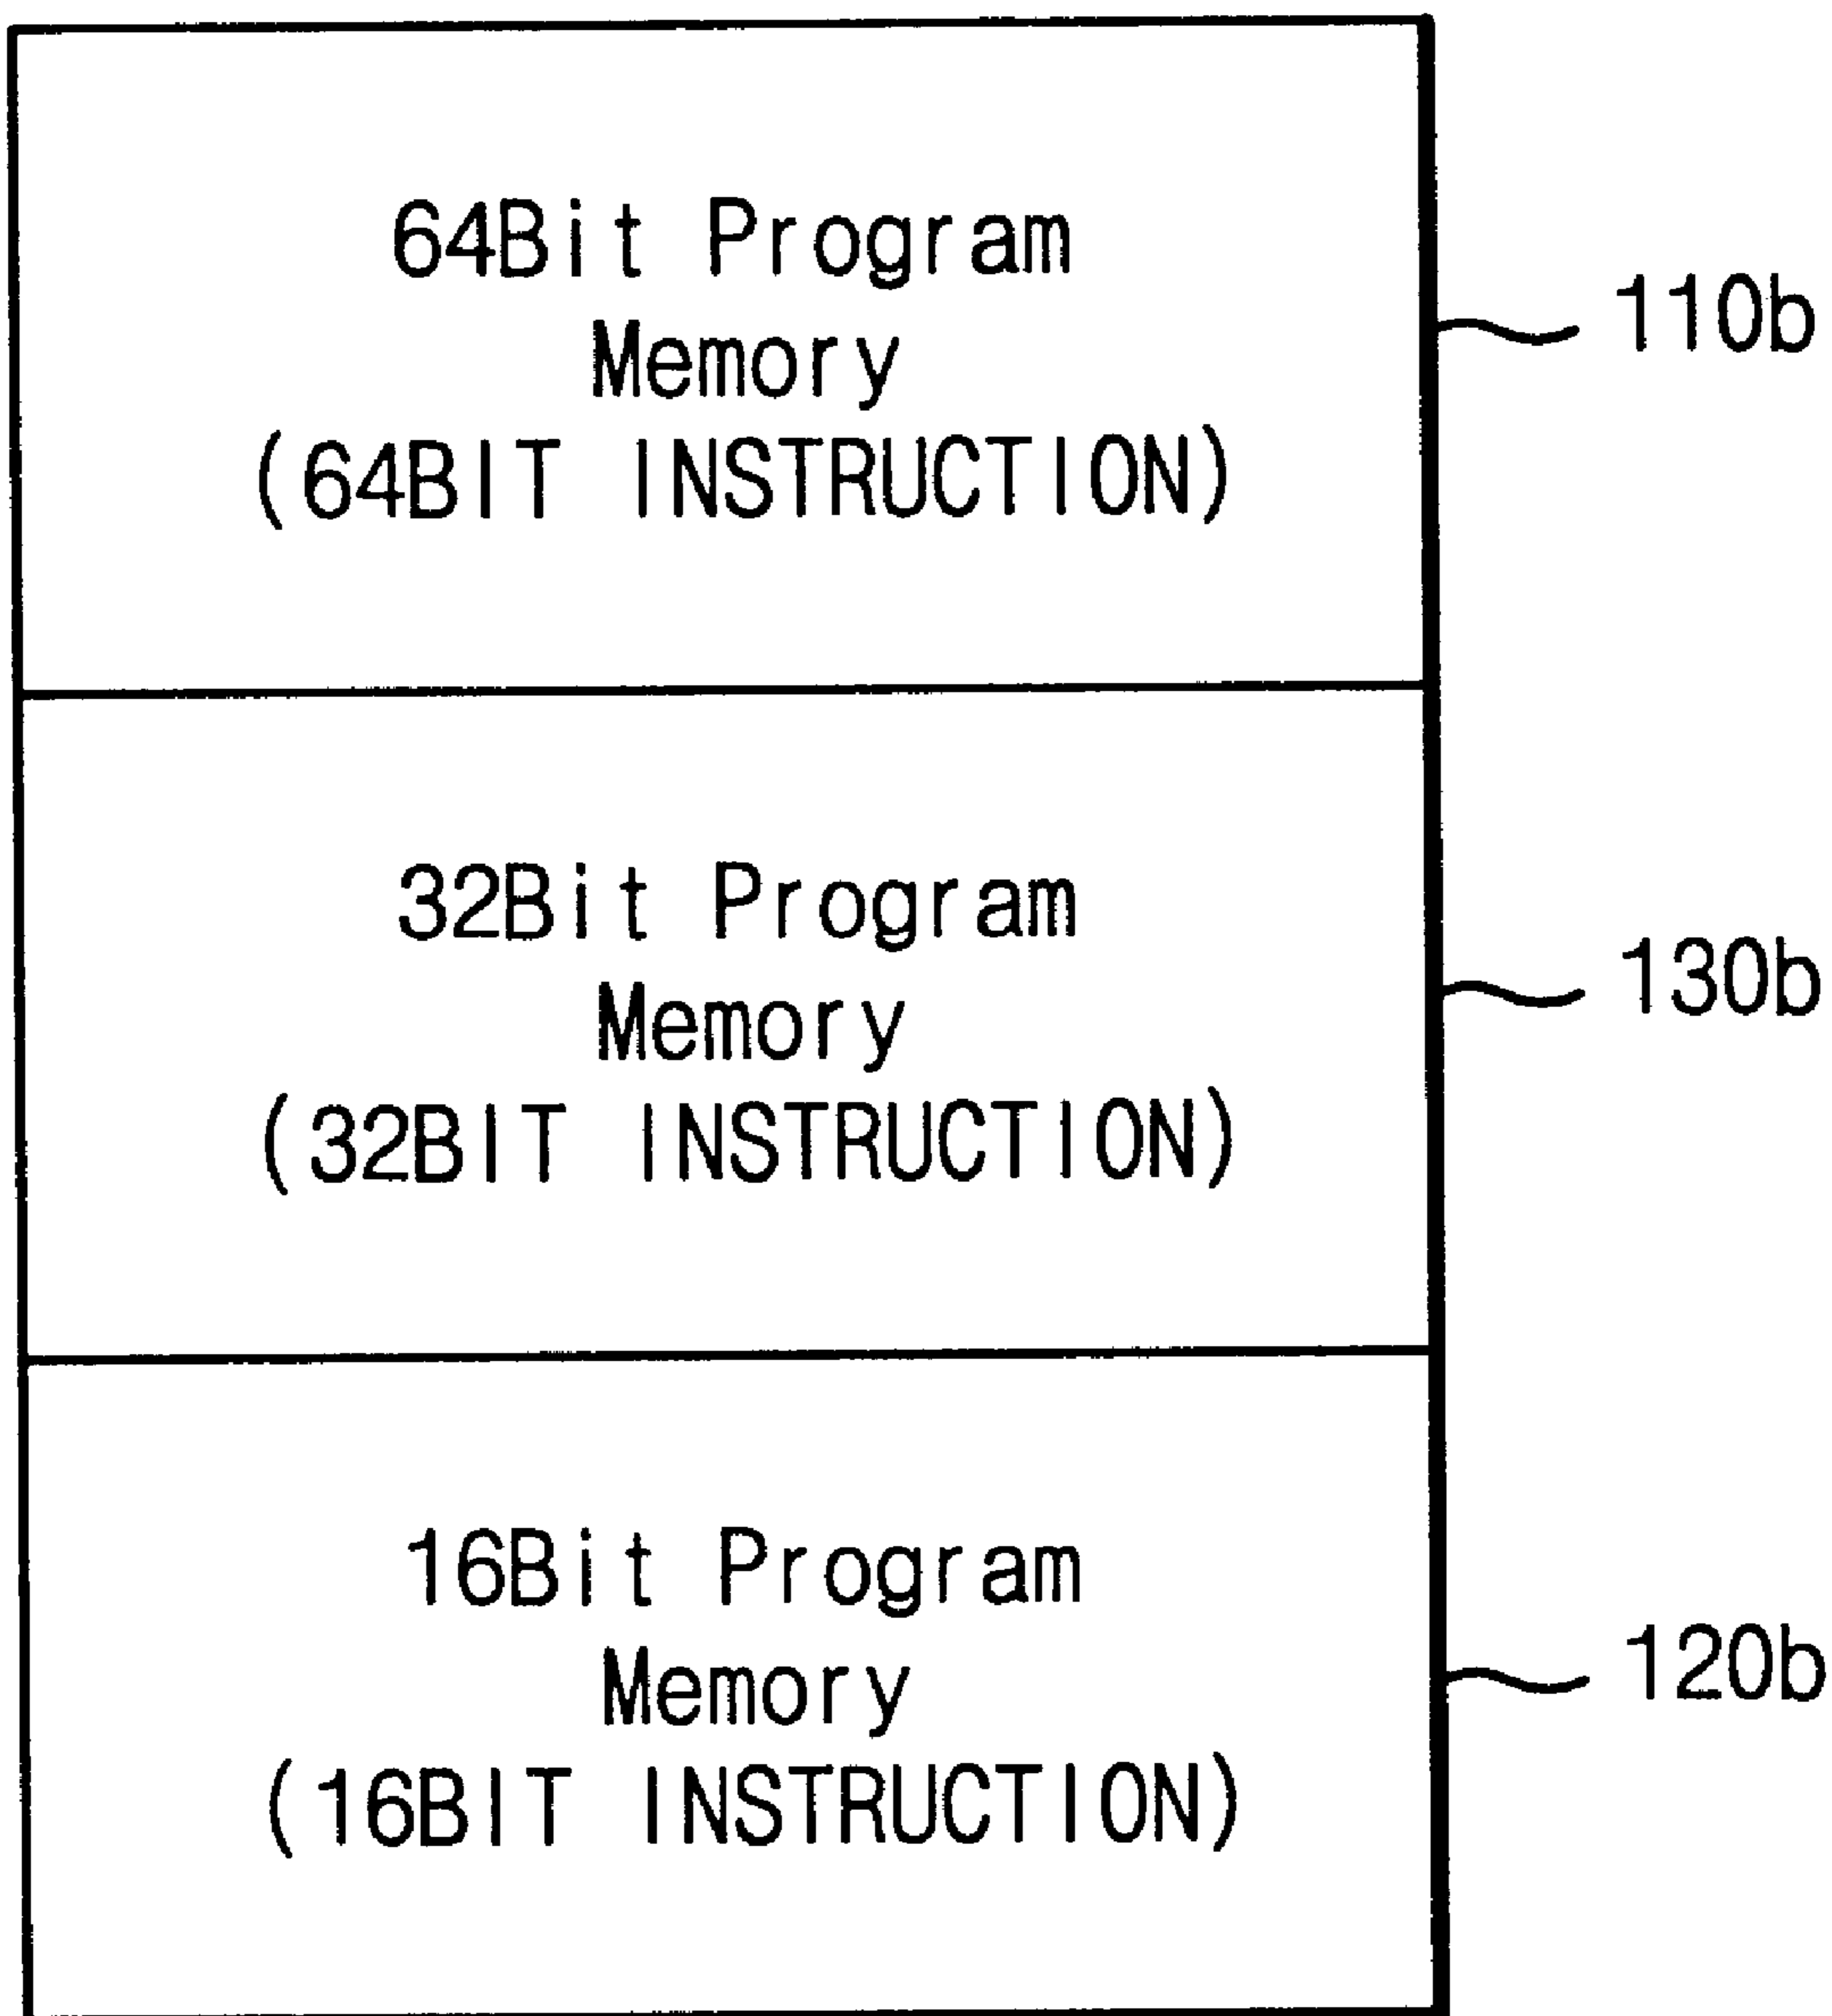 64Bit Program
Memory
(64BIT INSTRUCTION)
110b
32Bit Program
Memory
(32BIT INSTRUCTION)
130b
16Bit Program
Memory
(16BIT INSTRUCTION)
120b